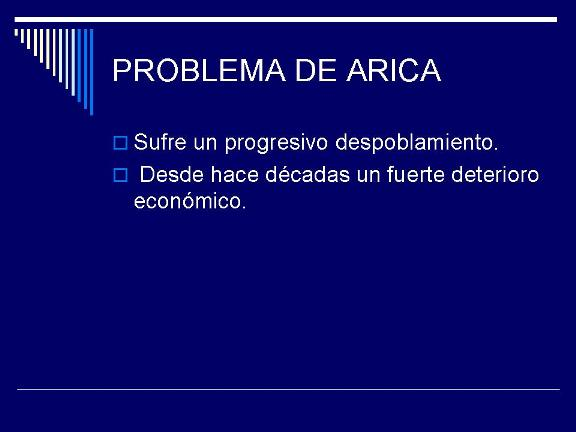 PROBLEMA DE ARICA
Sufre un progresivo despoblamiento.
Desde hace décadas un fuerte deterioro
económico.